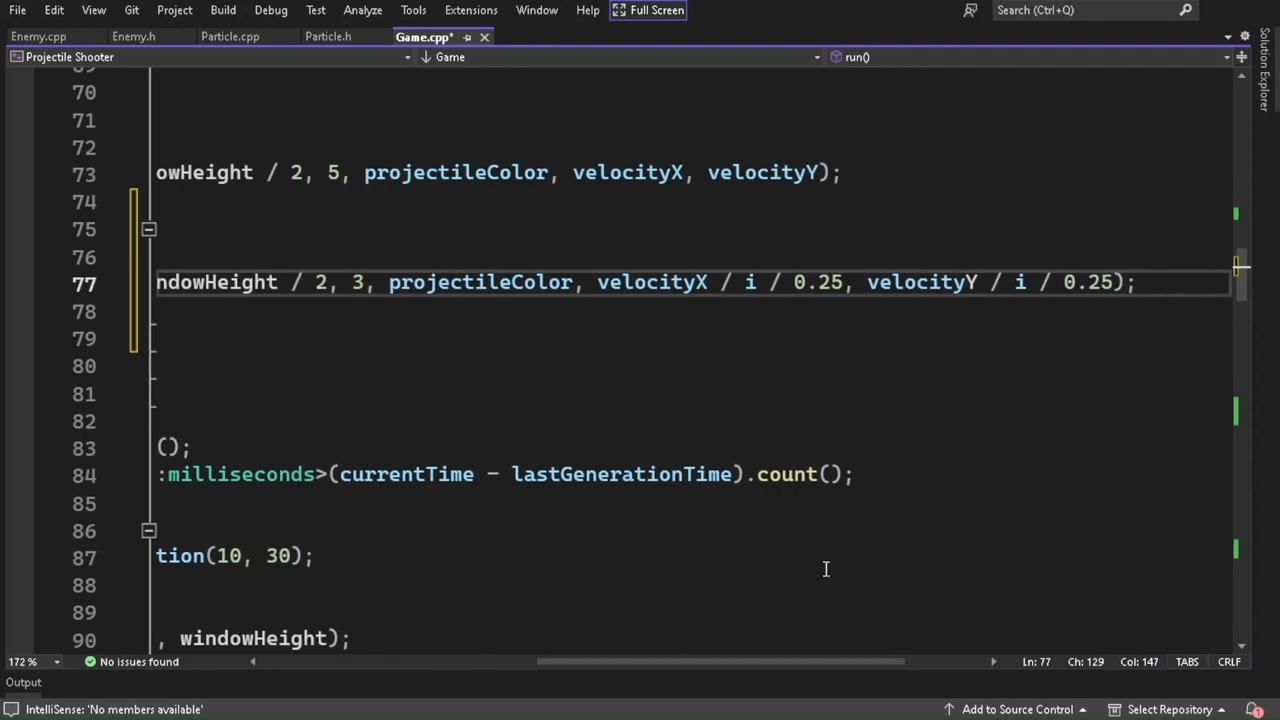 File Edit View Git Project Build Debug Test Analyze Tools Extensions Window Help Full Screen Search (Ctrl+Q)
Enemy.cpp Enemy.h Particle.cpp Particle.h Game.cpp*
Projectile Shooter Game run()
Solution Explorer
70
71
72
73 owHeight / 2, 5, projectileColor, velocityX, velocityY);
74
75
76
77 ndowHeight / 2, 3, projectileColor, velocityX / i / 0.25, velocityY / i / 0.25);
78
79
80
81
82
83 ();
84 :milliseconds>(currentTime - lastGenerationTime).count();
85
86
87 tion(10, 30);
88
89
90 , windowHeight);
172 % No issues found Ln: 77 Ch: 129 Col: 147 TABS CRLF
Output
IntelliSense: 'No members available' Add to Source Control Select Repository 1